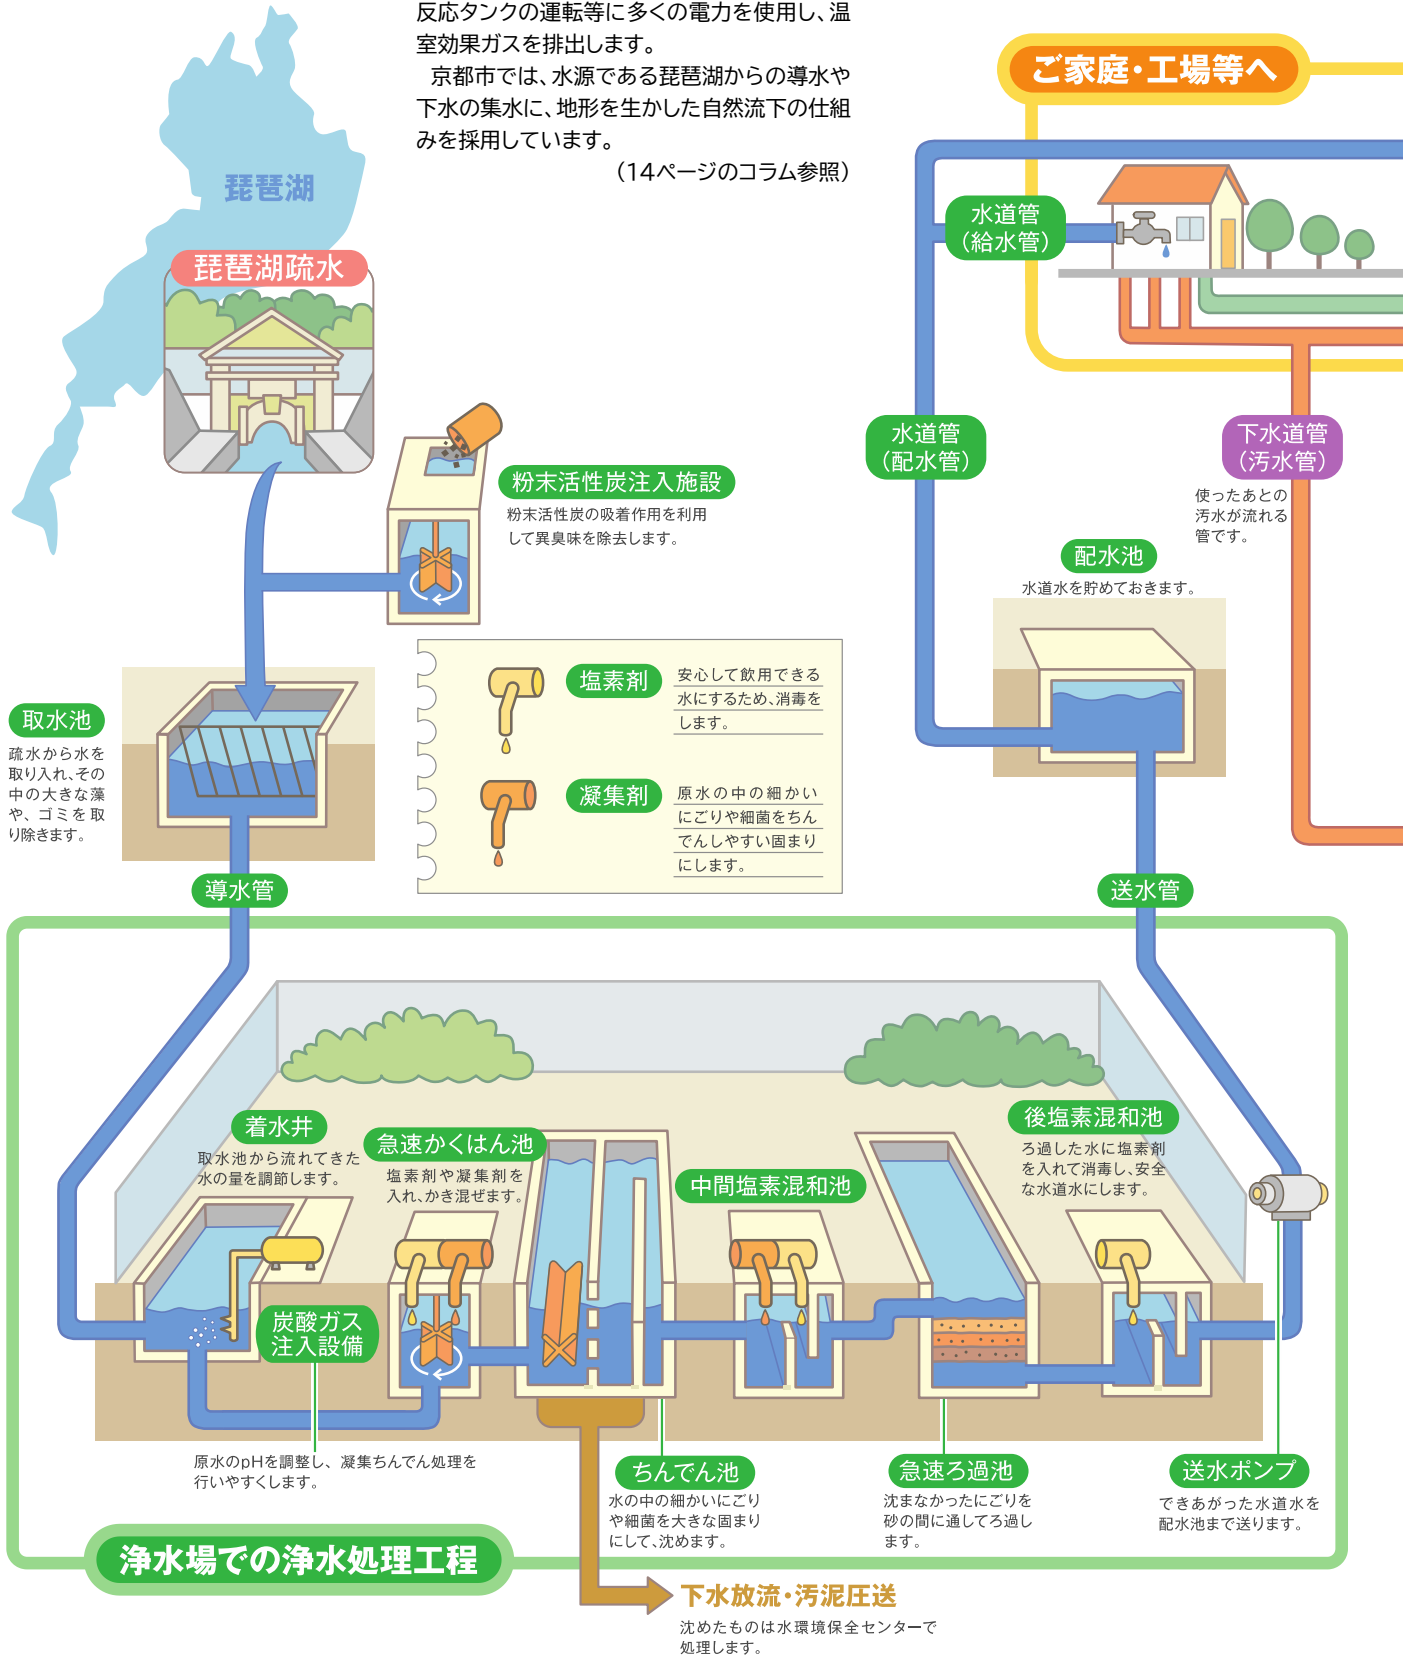 反応タンクの運転等に多くの電力を使用し、温
室効果ガスを排出します。
京都市では、水源である琵琶湖からの導水や
下水の集水に、地形を生かした自然流下の仕組
みを採用しています。
（14ページのコラム参照）
琵琶湖
琵琶湖疏水
ご家庭・工場等へ
水道管
（給水管）
水道管
（配水管）
下水道管
（汚水管）
使ったあとの
汚水が流れる
管です。
粉末活性炭注入施設
粉末活性炭の吸着作用を利用
して異臭味を除去します。
配水池
水道水を貯めておきます。
塩素剤
安心して飲用できる
水にするため、消毒を
します。
凝集剤
原水の中の細かい
にごりや細菌をちん
でんしやすい固まり
にします。
取水池
疏水から水を
取り入れ、その
中の大きな藻
や、ゴミを取
り除きます。
導水管
送水管
着水井
取水池から流れてきた
水の量を調節します。
急速かくはん池
塩素剤や凝集剤を
入れ、かき混ぜます。
中間塩素混和池
後塩素混和池
ろ過した水に塩素剤
を入れて消毒し、安全
な水道水にします。
炭酸ガス
注入設備
原水のpHを調整し、凝集ちんでん処理を
行いやすくします。
ちんでん池
水の中の細かいにごり
や細菌を大きな固まり
にして、沈めます。
急速ろ過池
沈まなかったにごりを
砂の間に通してろ過し
ます。
送水ポンプ
できあがった水道水を
配水池まで送ります。
浄水場での浄水処理工程
下水放流・汚泥圧送
沈めたものは水環境保全センターで
処理します。